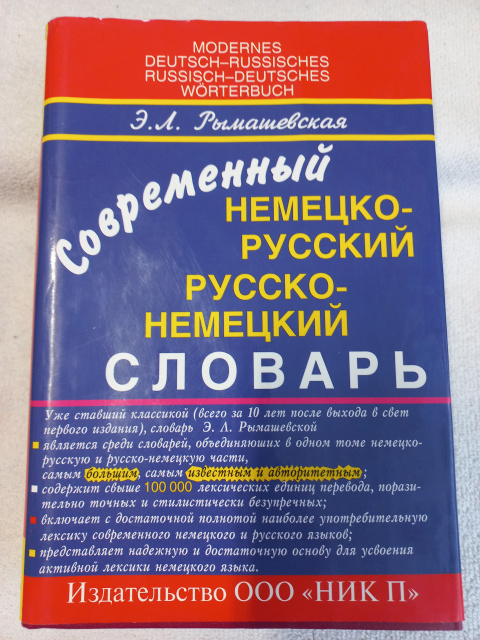 MODERNES
DEUTSCH–RUSSISCHES
RUSSISCH–DEUTSCHES
WÖRTERBUCH
Э.Л. Рымашевская
Современный
НЕМЕЦКО-
РУССКИЙ
РУССКО-
НЕМЕЦКИЙ
СЛОВАРЬ
Уже ставший классикой (всего за 10 лет после выхода в свет
первого издания), словарь Э. Л. Рымашевской
является среди словарей, объединяюших в одном томе немецко-
русскую и русско-немецкую части,
самым большим, самым известным и авторитетным;
содержит свыше 100 000 лексических единиц перевода, порази-
тельно точных и стилистически безупречных;
включает с достаточной полнотой наиболее употребительную
лексику современного немецкого и русского языков;
представляет надежную и достаточную основу для усвоения
активной лексики немецкого языка.
Издательство ООО «НИК П»